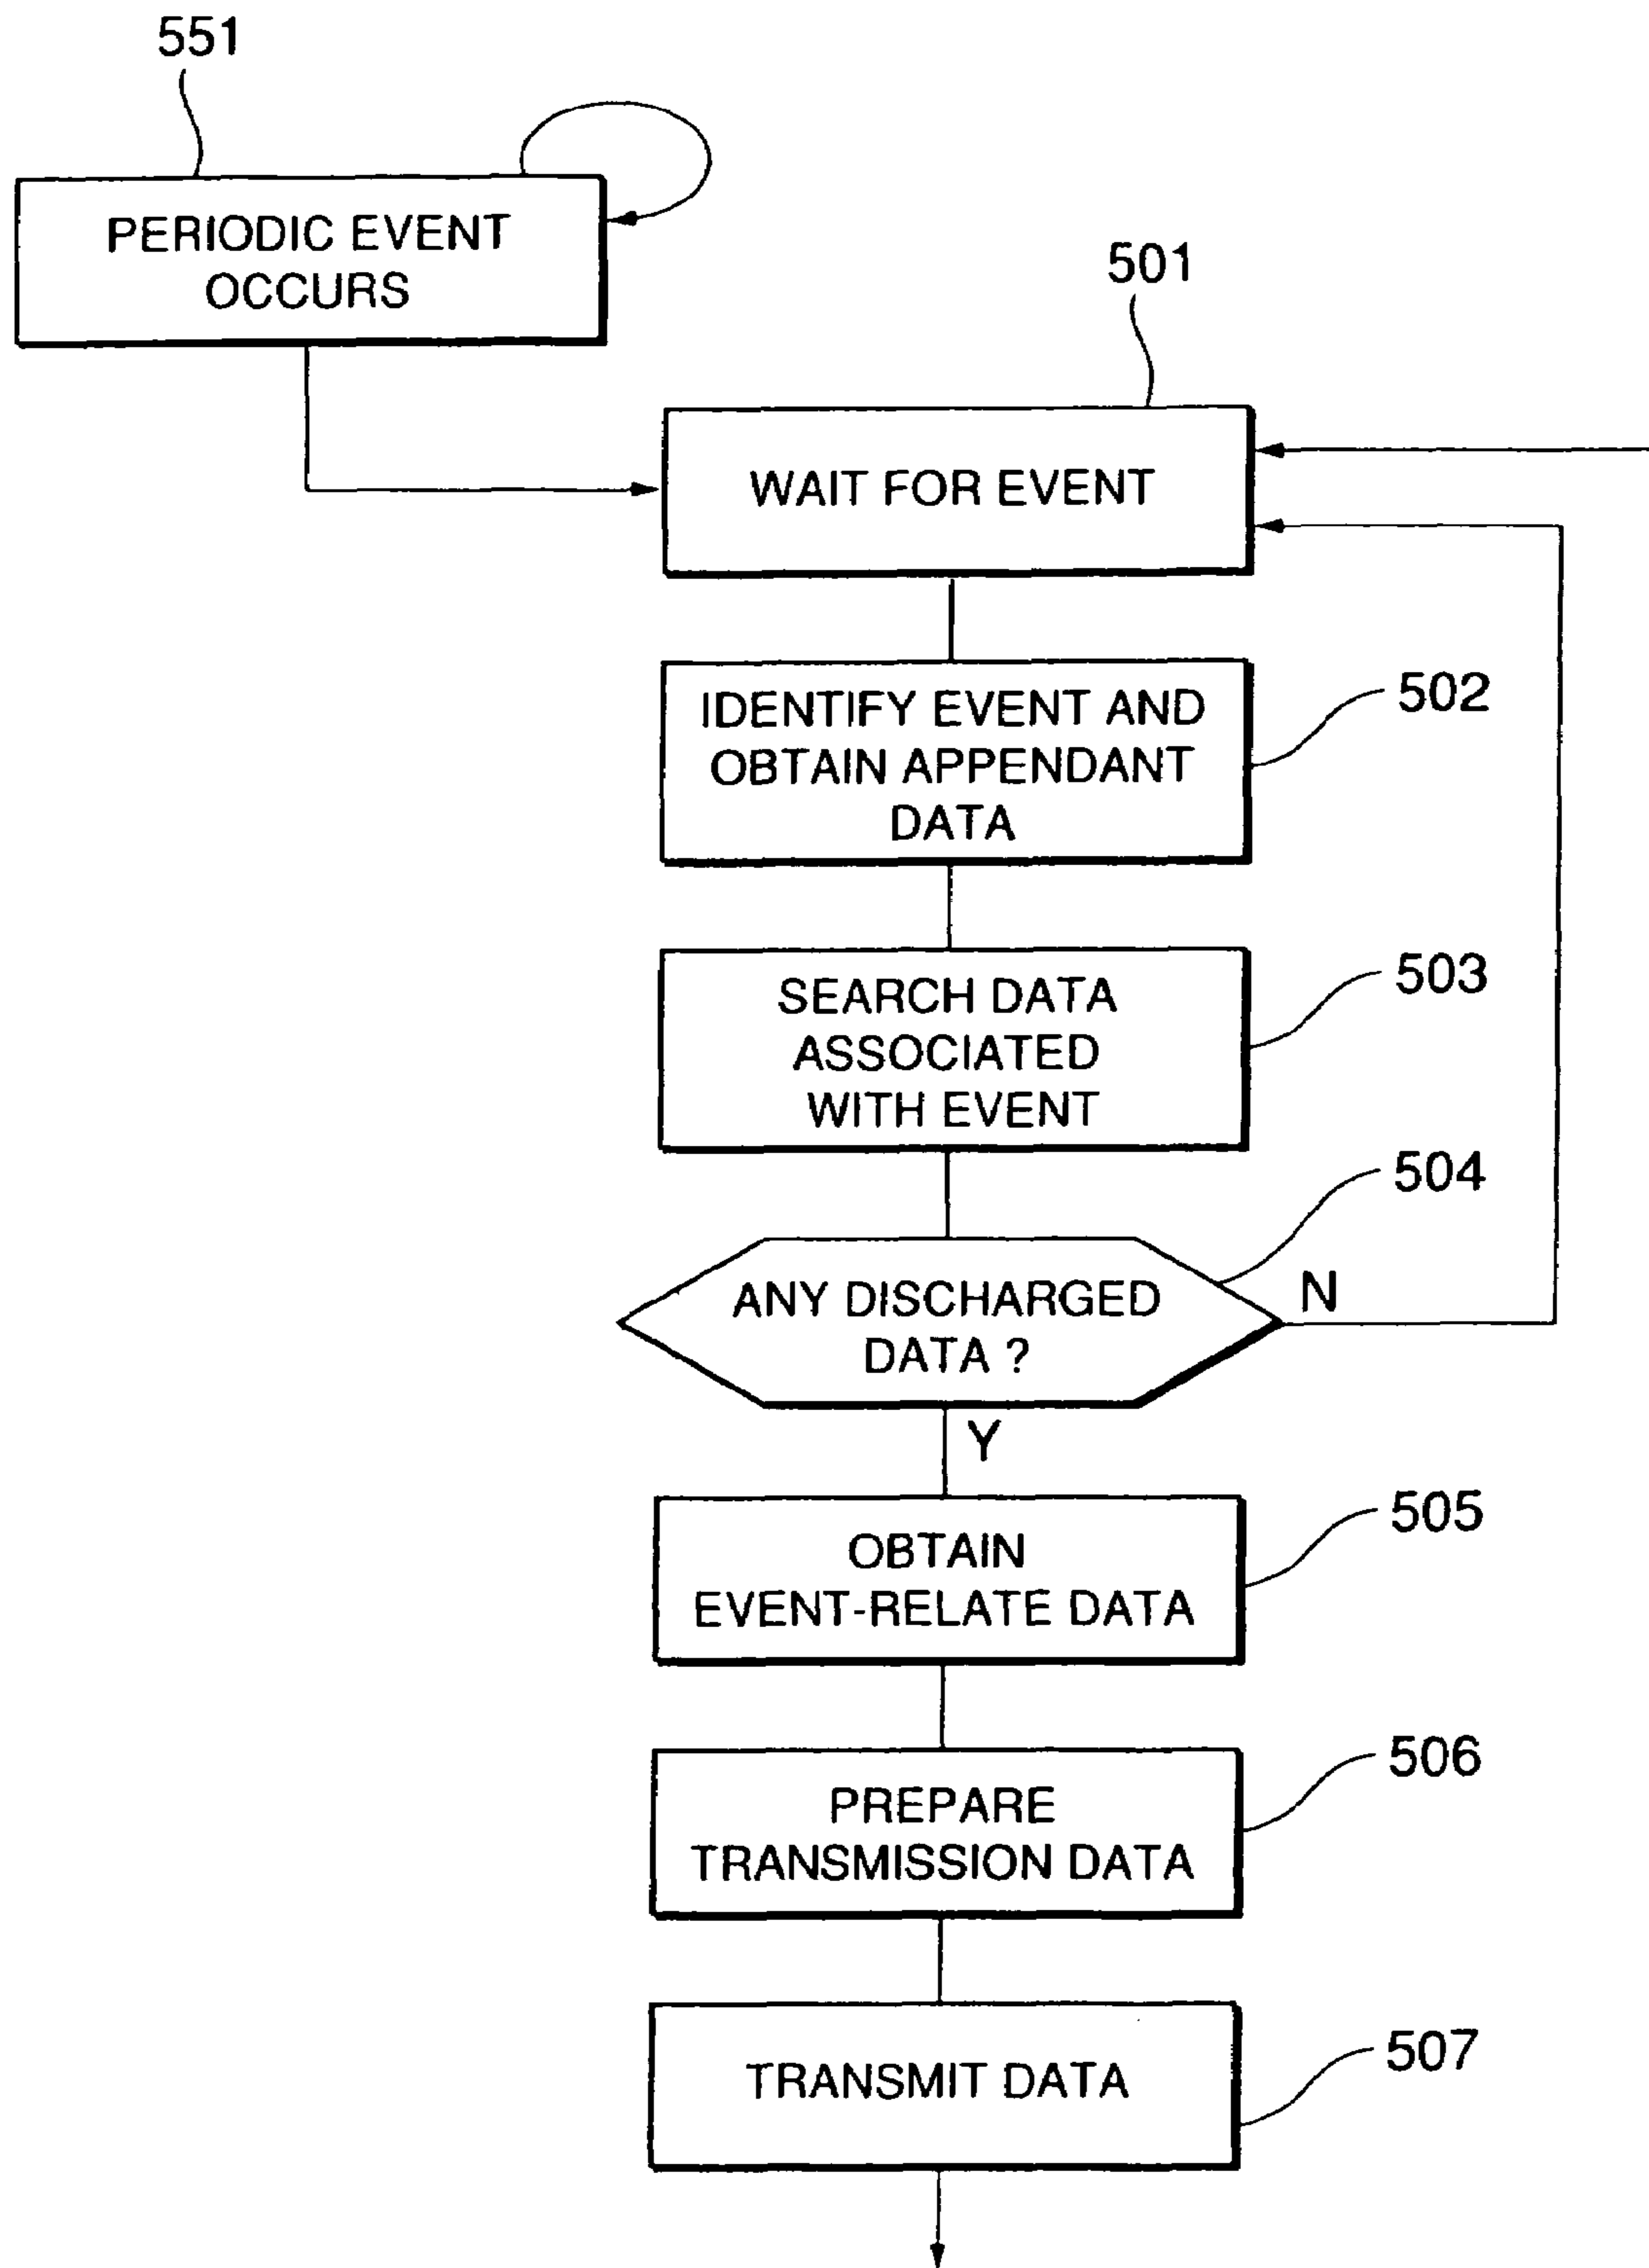 551
PERIODIC EVENT
OCCURS
501
WAIT FOR EVENT
IDENTIFY EVENT AND
OBTAIN APPENDANT
DATA
502
SEARCH DATA
ASSOCIATED
WITH EVENT
503
504
ANY DISCHARGED
DATA ?
N
Y
OBTAIN
EVENT-RELATE DATA
505
PREPARE
TRANSMISSION DATA
506
TRANSMIT DATA
507